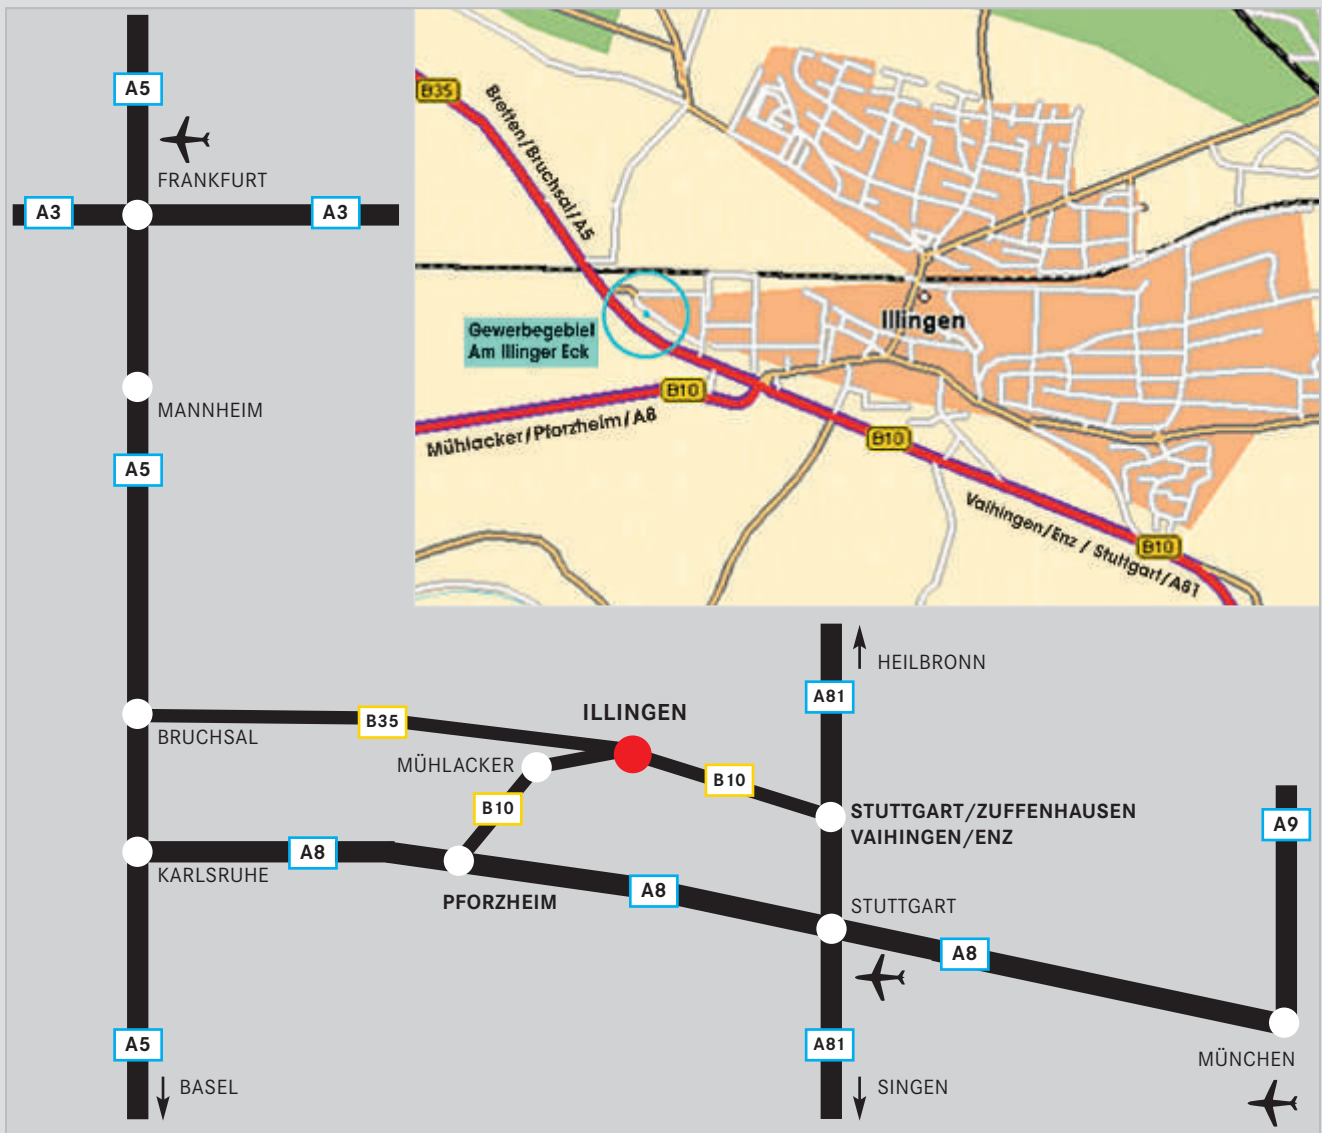 A5
FRANKFURT
A3
A3
MANNHEIM
A5
B35
Bretten/Bruchsal/A5
Gewerbegebiet
Am Illinger Eck
Illingen
B10
Mühlacker/Pforzheim/A8
B10
Vaihingen/Enz / Stuttgart/A81
B10
HEILBRONN
A81
BRUCHSAL
B35
ILLINGEN
MÜHLACKER
B10
B10
STUTTGART/ZUFFENHAUSEN
VAIHINGEN/ENZ
A9
KARLSRUHE
A8
PFORZHEIM
A8
STUTTGART
A8
A5
A81
MÜNCHEN
BASEL
SINGEN